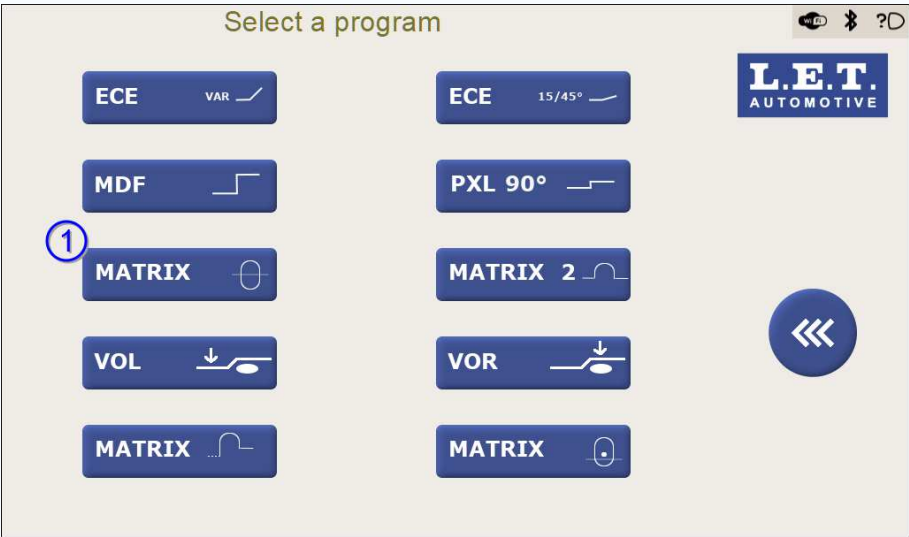 Select a program
WiFi ?
L.E.T.
AUTOMOTIVE
ECE VAR
ECE 15/45°
MDF
PXL 90°
1
MATRIX
MATRIX 2
VOL
VOR
MATRIX
MATRIX